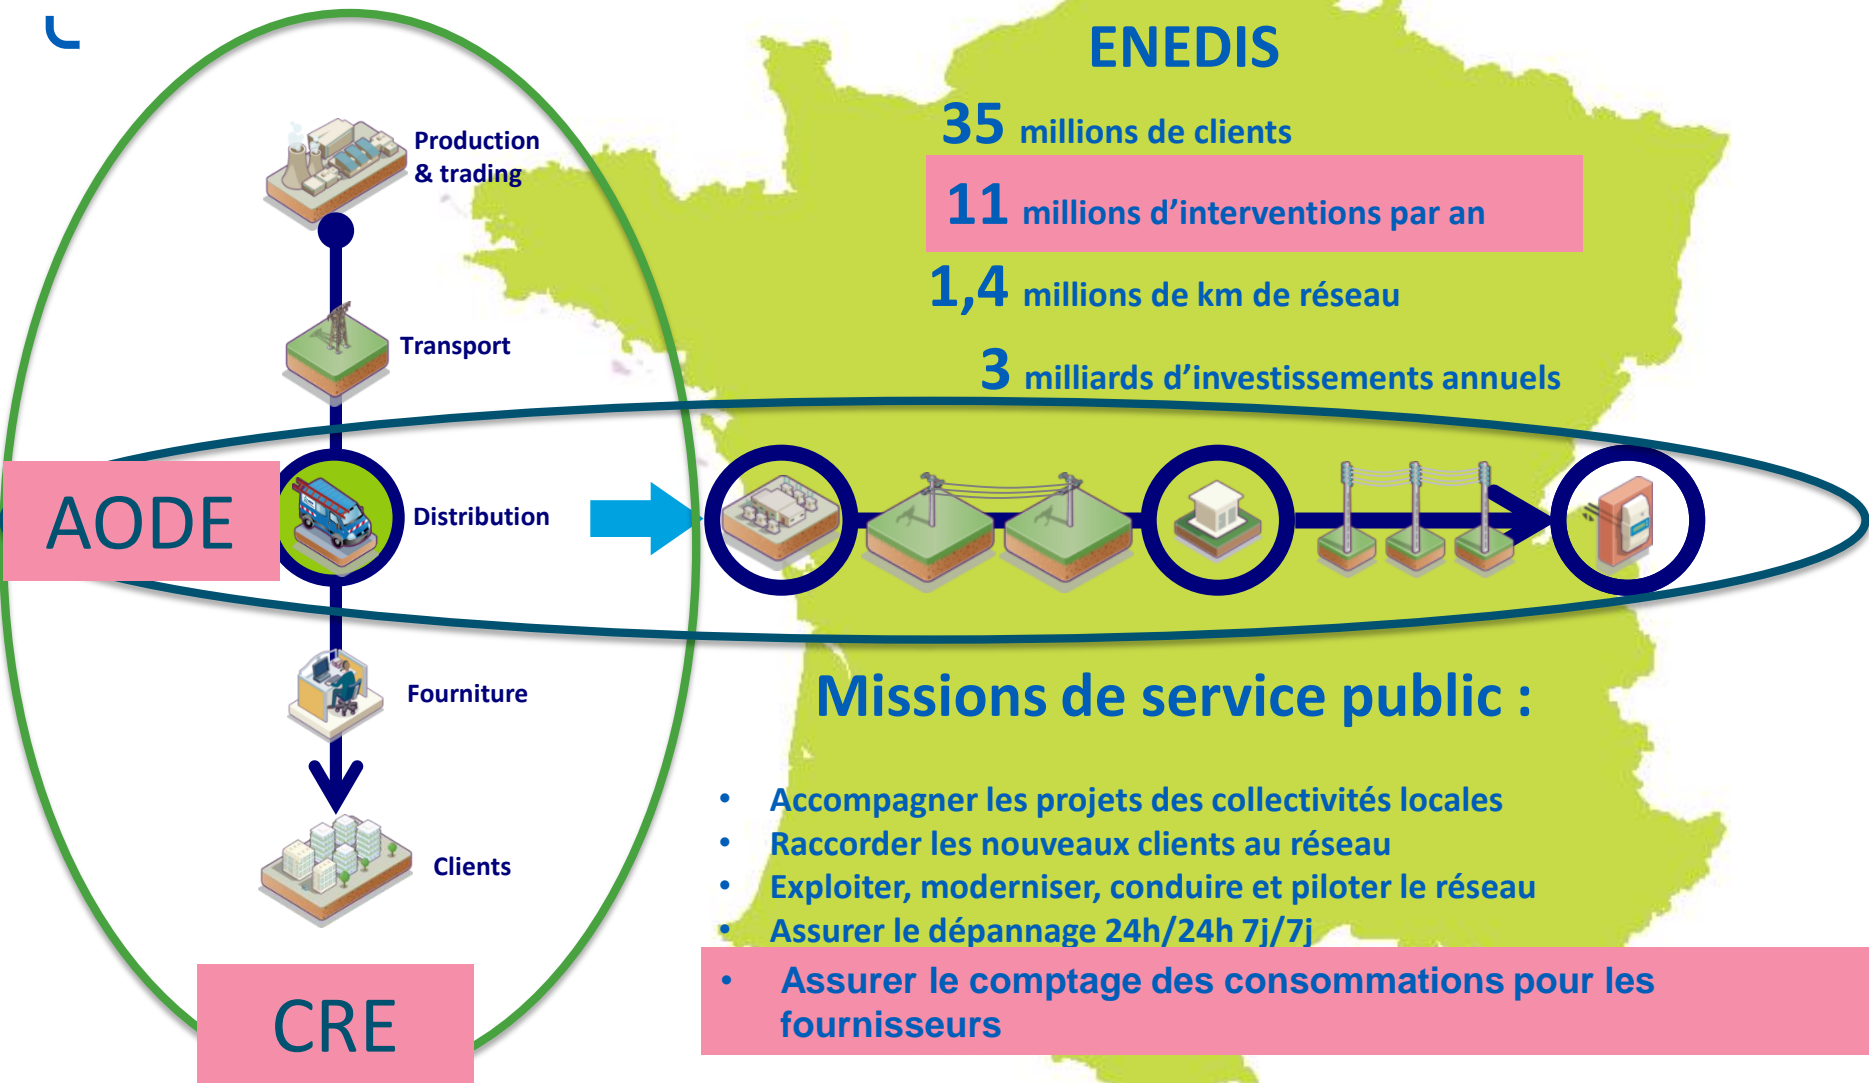 ENEDIS
35 millions de clients
11 millions d’interventions par an
1,4 millions de km de réseau
3 milliards d’investissements annuels
Production
& trading
Transport
AODE
Distribution
Fourniture
Clients
CRE
Missions de service public :
• Accompagner les projets des collectivités locales
• Raccorder les nouveaux clients au réseau
• Exploiter, moderniser, conduire et piloter le réseau
• Assurer le dépannage 24h/24h 7j/7j
• Assurer le comptage des consommations pour les
fournisseurs